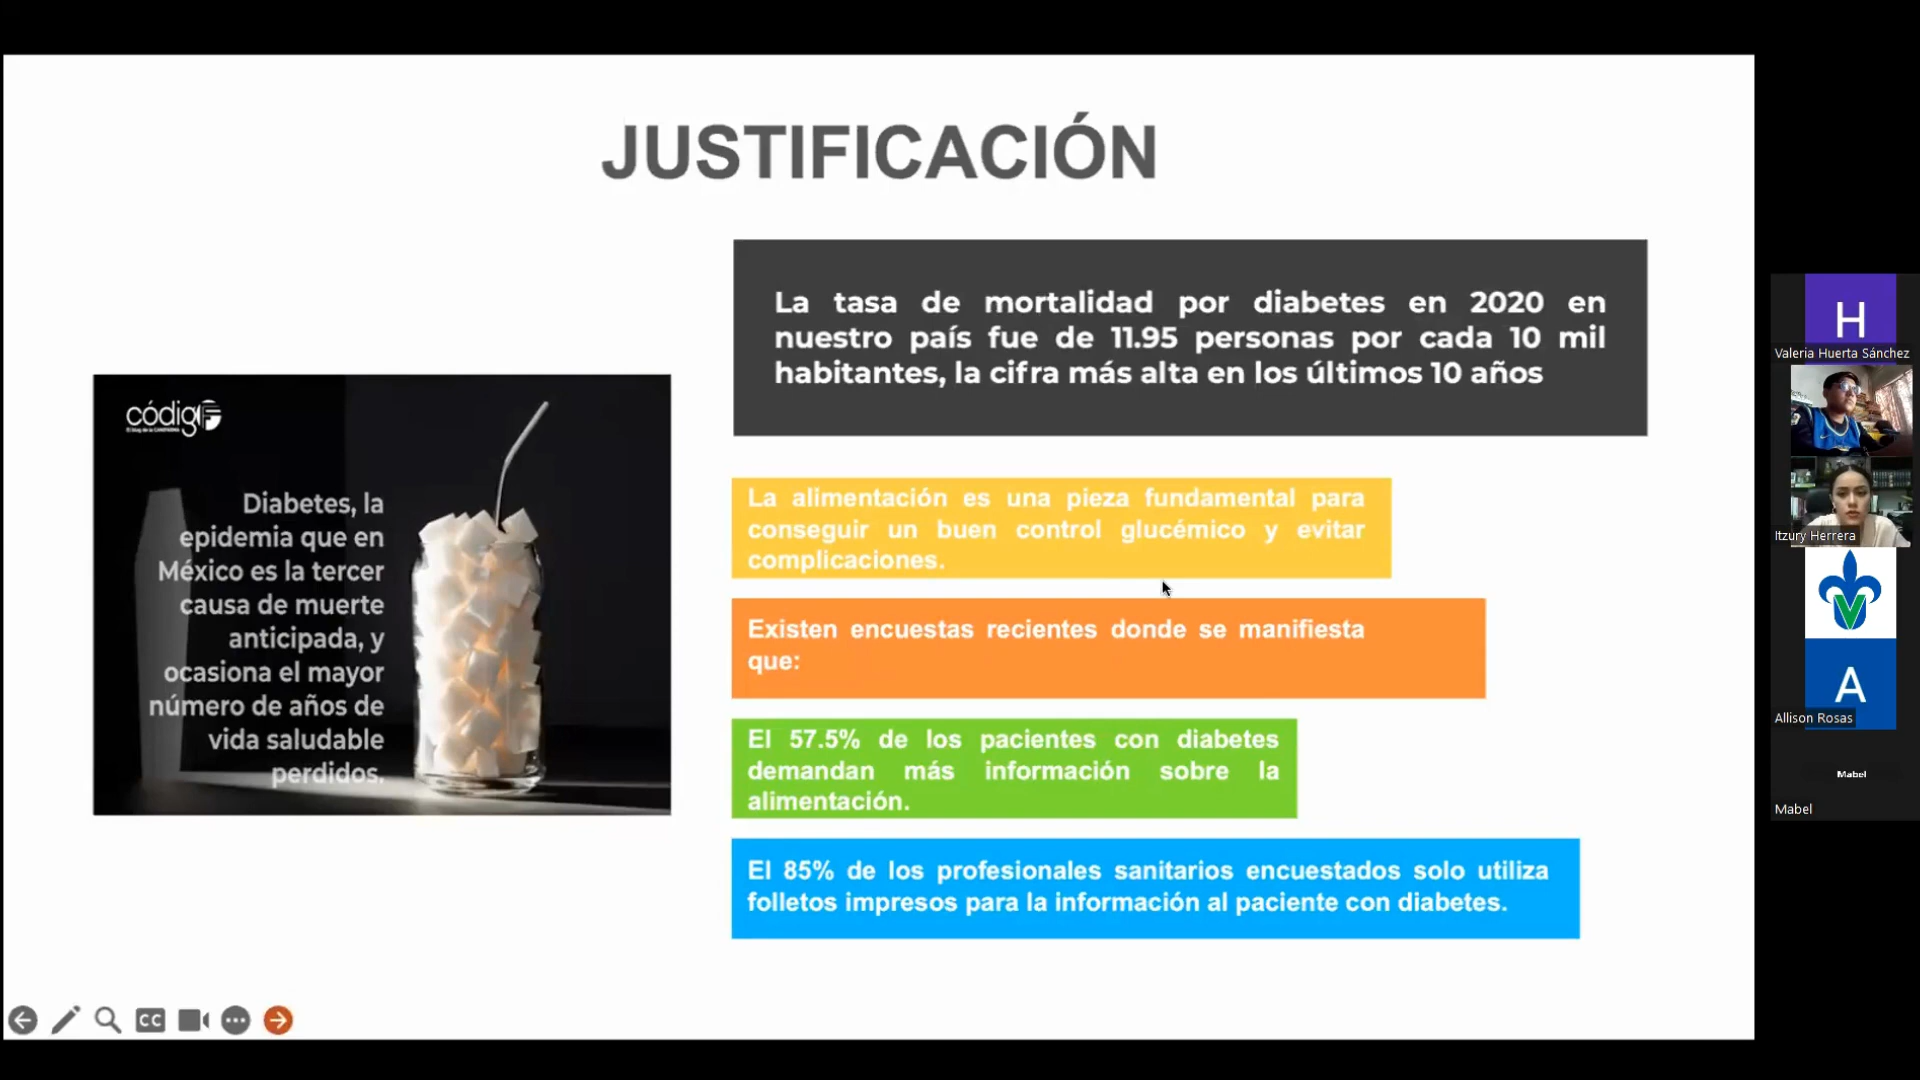 JUSTIFICACIÓN
La tasa de mortalidad por diabetes en 2020 en
nuestro país fue de 11.95 personas por cada 10 mil
habitantes, la cifra más alta en los últimos 10 años
códigF
Diabetes, la
epidemia que en
México es la tercer
causa de muerte
anticipada, y
ocasiona el mayor
número de años de
vida saludable
perdidos.
La alimentación es una pieza fundamental para
conseguir un buen control glucémico y evitar
complicaciones.
Existen encuestas recientes donde se manifiesta
que:
El 57.5% de los pacientes con diabetes
demandan más información sobre la
alimentación.
El 85% de los profesionales sanitarios encuestados solo utiliza
folletos impresos para la información al paciente con diabetes.
CC
H
Valeria Huerta Sánchez
Itzury Herrera
A
Allison Rosas
Mabel
Mabel